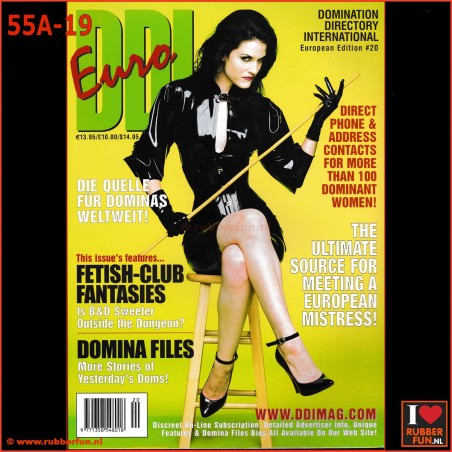 55A-19
DDI
Euro
DOMINATION
DIRECTORY
INTERNATIONAL
European Edition #20
€13.95/£10.00/$14.95
DIRECT
PHONE &
ADDRESS
CONTACTS
FOR MORE
THAN 100
DOMINANT
WOMEN!
DIE QUELLE
FUR DOMINAS
WELTWEIT!
THE
ULTIMATE
SOURCE FOR
MEETING A
EUROPEAN
MISTRESS!
This issue's features...
FETISH-CLUB
FANTASIES
Is B&D Sweeter
Outside the Dungeon?
DOMINA FILES
More Stories of
Yesterday's Doms!
20
WWW.DDIMAG.COM
Discreet On-Line Subscription, Detailed Advertiser Info, Unique
Features & Domina Files Bios All Available On Our Web Site!
© www.rubberfun.nl
I
RUBBER
FUN.NL